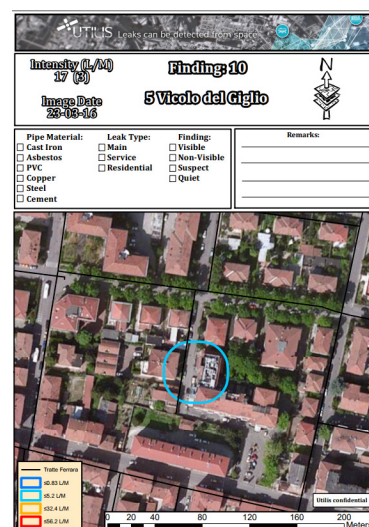 UTILIS Leaks can be detected from space
Intensity (L/M)
17 (3)
Image Date
23-03-16
Finding: 10
5 Vicolo del Giglio
N
Pipe Material:
☐ Cast Iron
☐ Asbestos
☐ PVC
☐ Copper
☐ Steel
☐ Cement
Leak Type:
☐ Main
☐ Service
☐ Residential
Finding:
☐ Visible
☐ Non-Visible
☐ Suspect
☐ Quiet
Remarks:
Tratte Ferrara
≤0.83 L/M
≤5.2 L/M
≤32.4 L/M
≤56.2 L/M
Utilis confidential
0 20 40 80 120 160 200
Meter